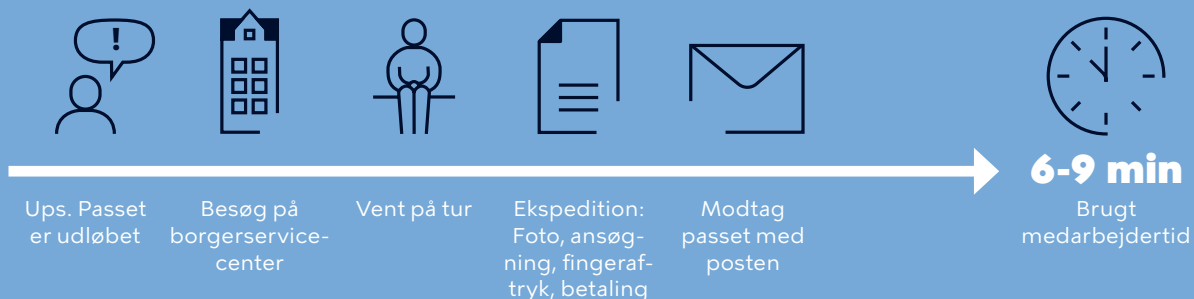 !
6-9 min
Ups. Passet
er udløbet
Besøg på
borgerservice-
center
Vent på tur
Ekspedition:
Foto, ansøg-
ning, fingeraf-
tryk, betaling
Modtag
passet med
posten
Brugt
medarbejdertid